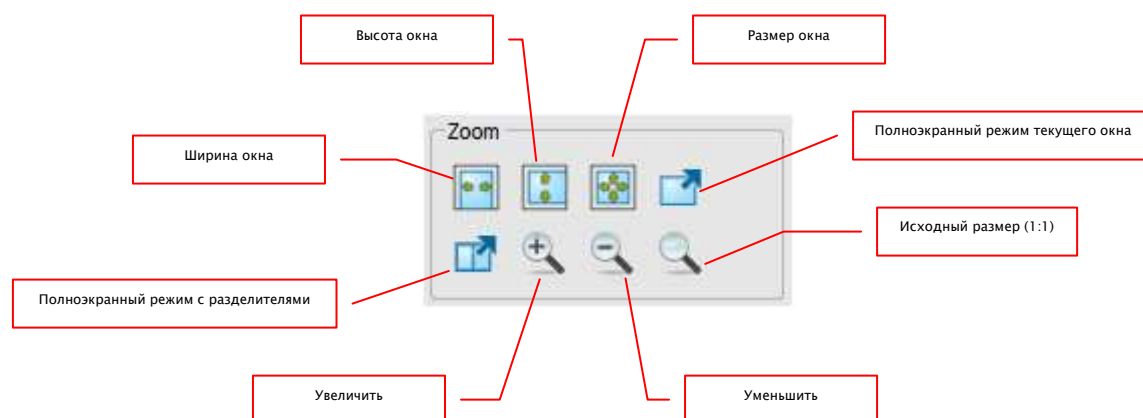 Высота окна
Размер окна
Zoom
Полноэкранный режим текущего окна
Ширина окна
Исходный размер (1:1)
Полноэкранный режим с разделителями
Увеличить
Уменьшить